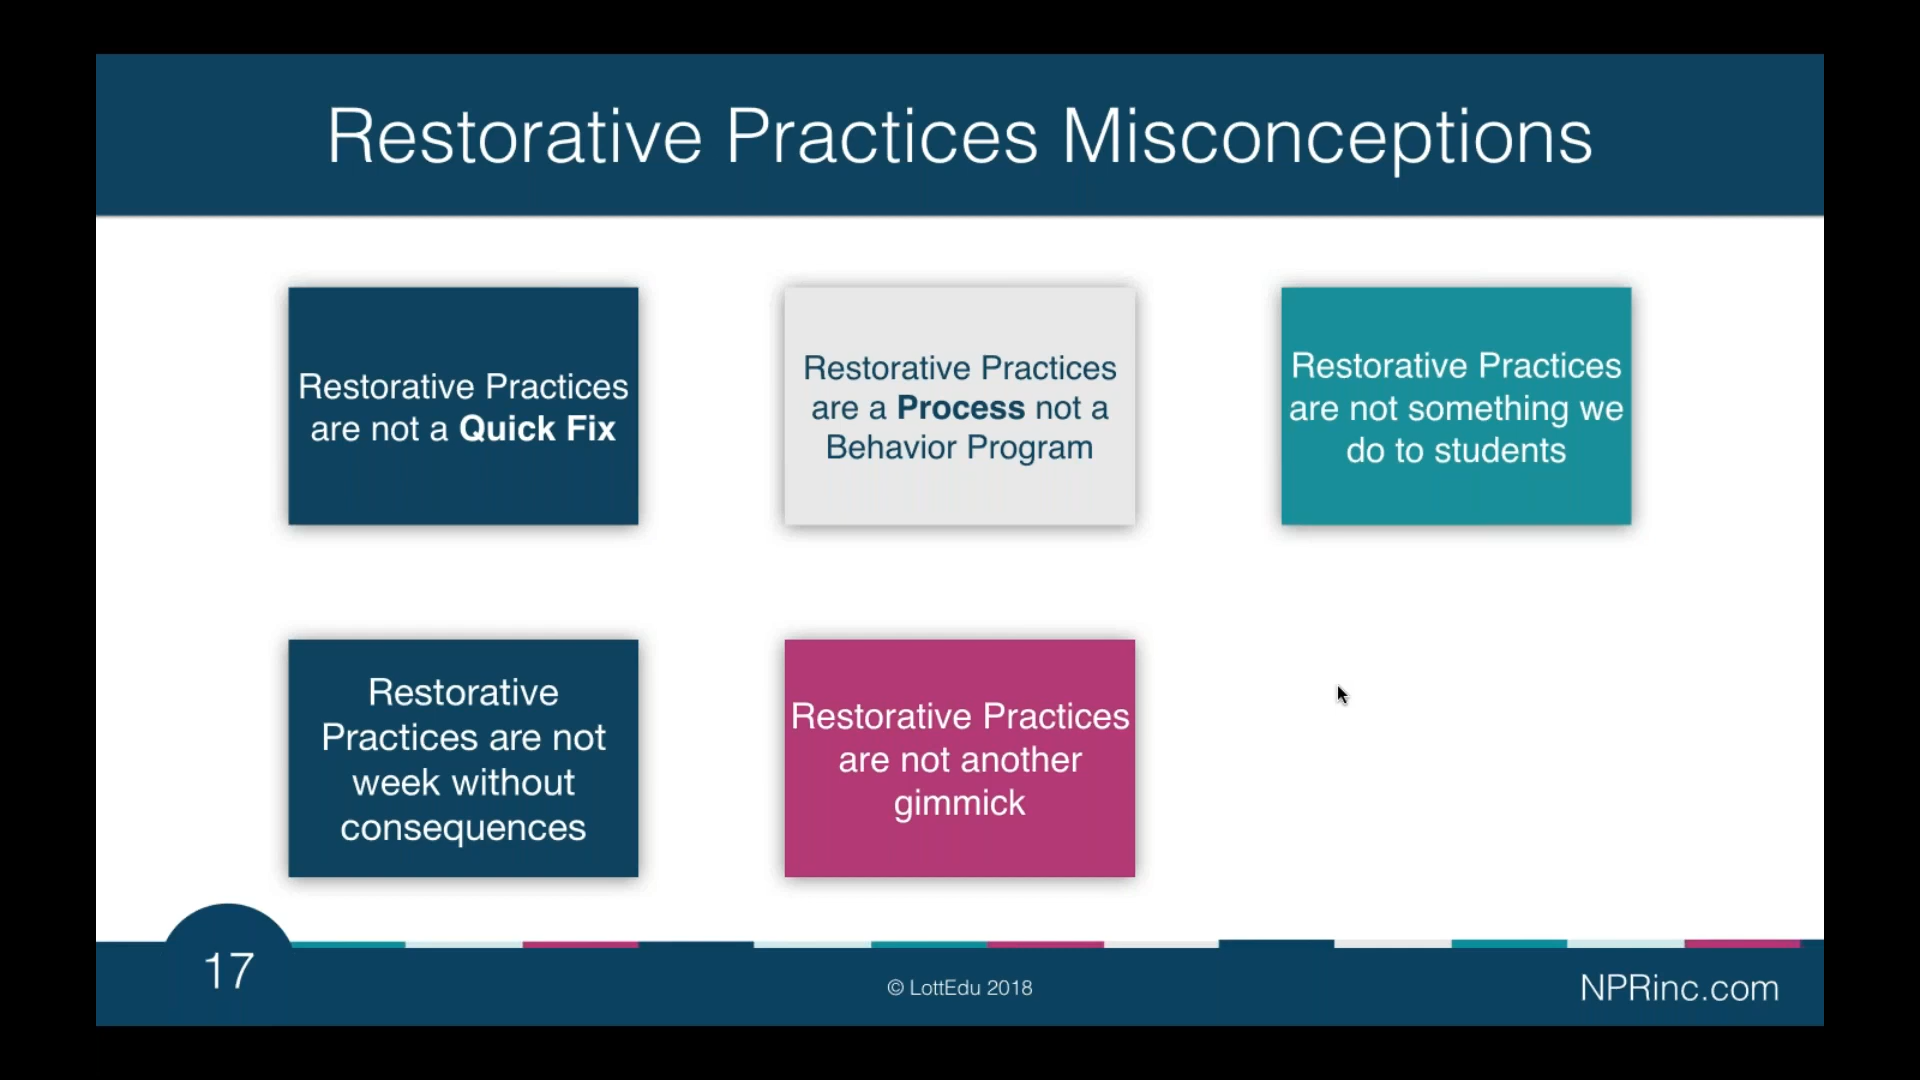 Restorative Practices Misconceptions
Restorative Practices
are not a Quick Fix
Restorative Practices
are a Process not a
Behavior Program
Restorative Practices
are not something we
do to students
Restorative
Practices are not
week without
consequences
Restorative Practices
are not another
gimmick
17
© LottEdu 2018
NPRinc.com